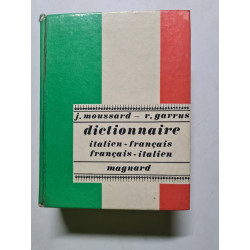 j. moussard - v. garrus
dictionnaire
italien-français
français-italien
magnard